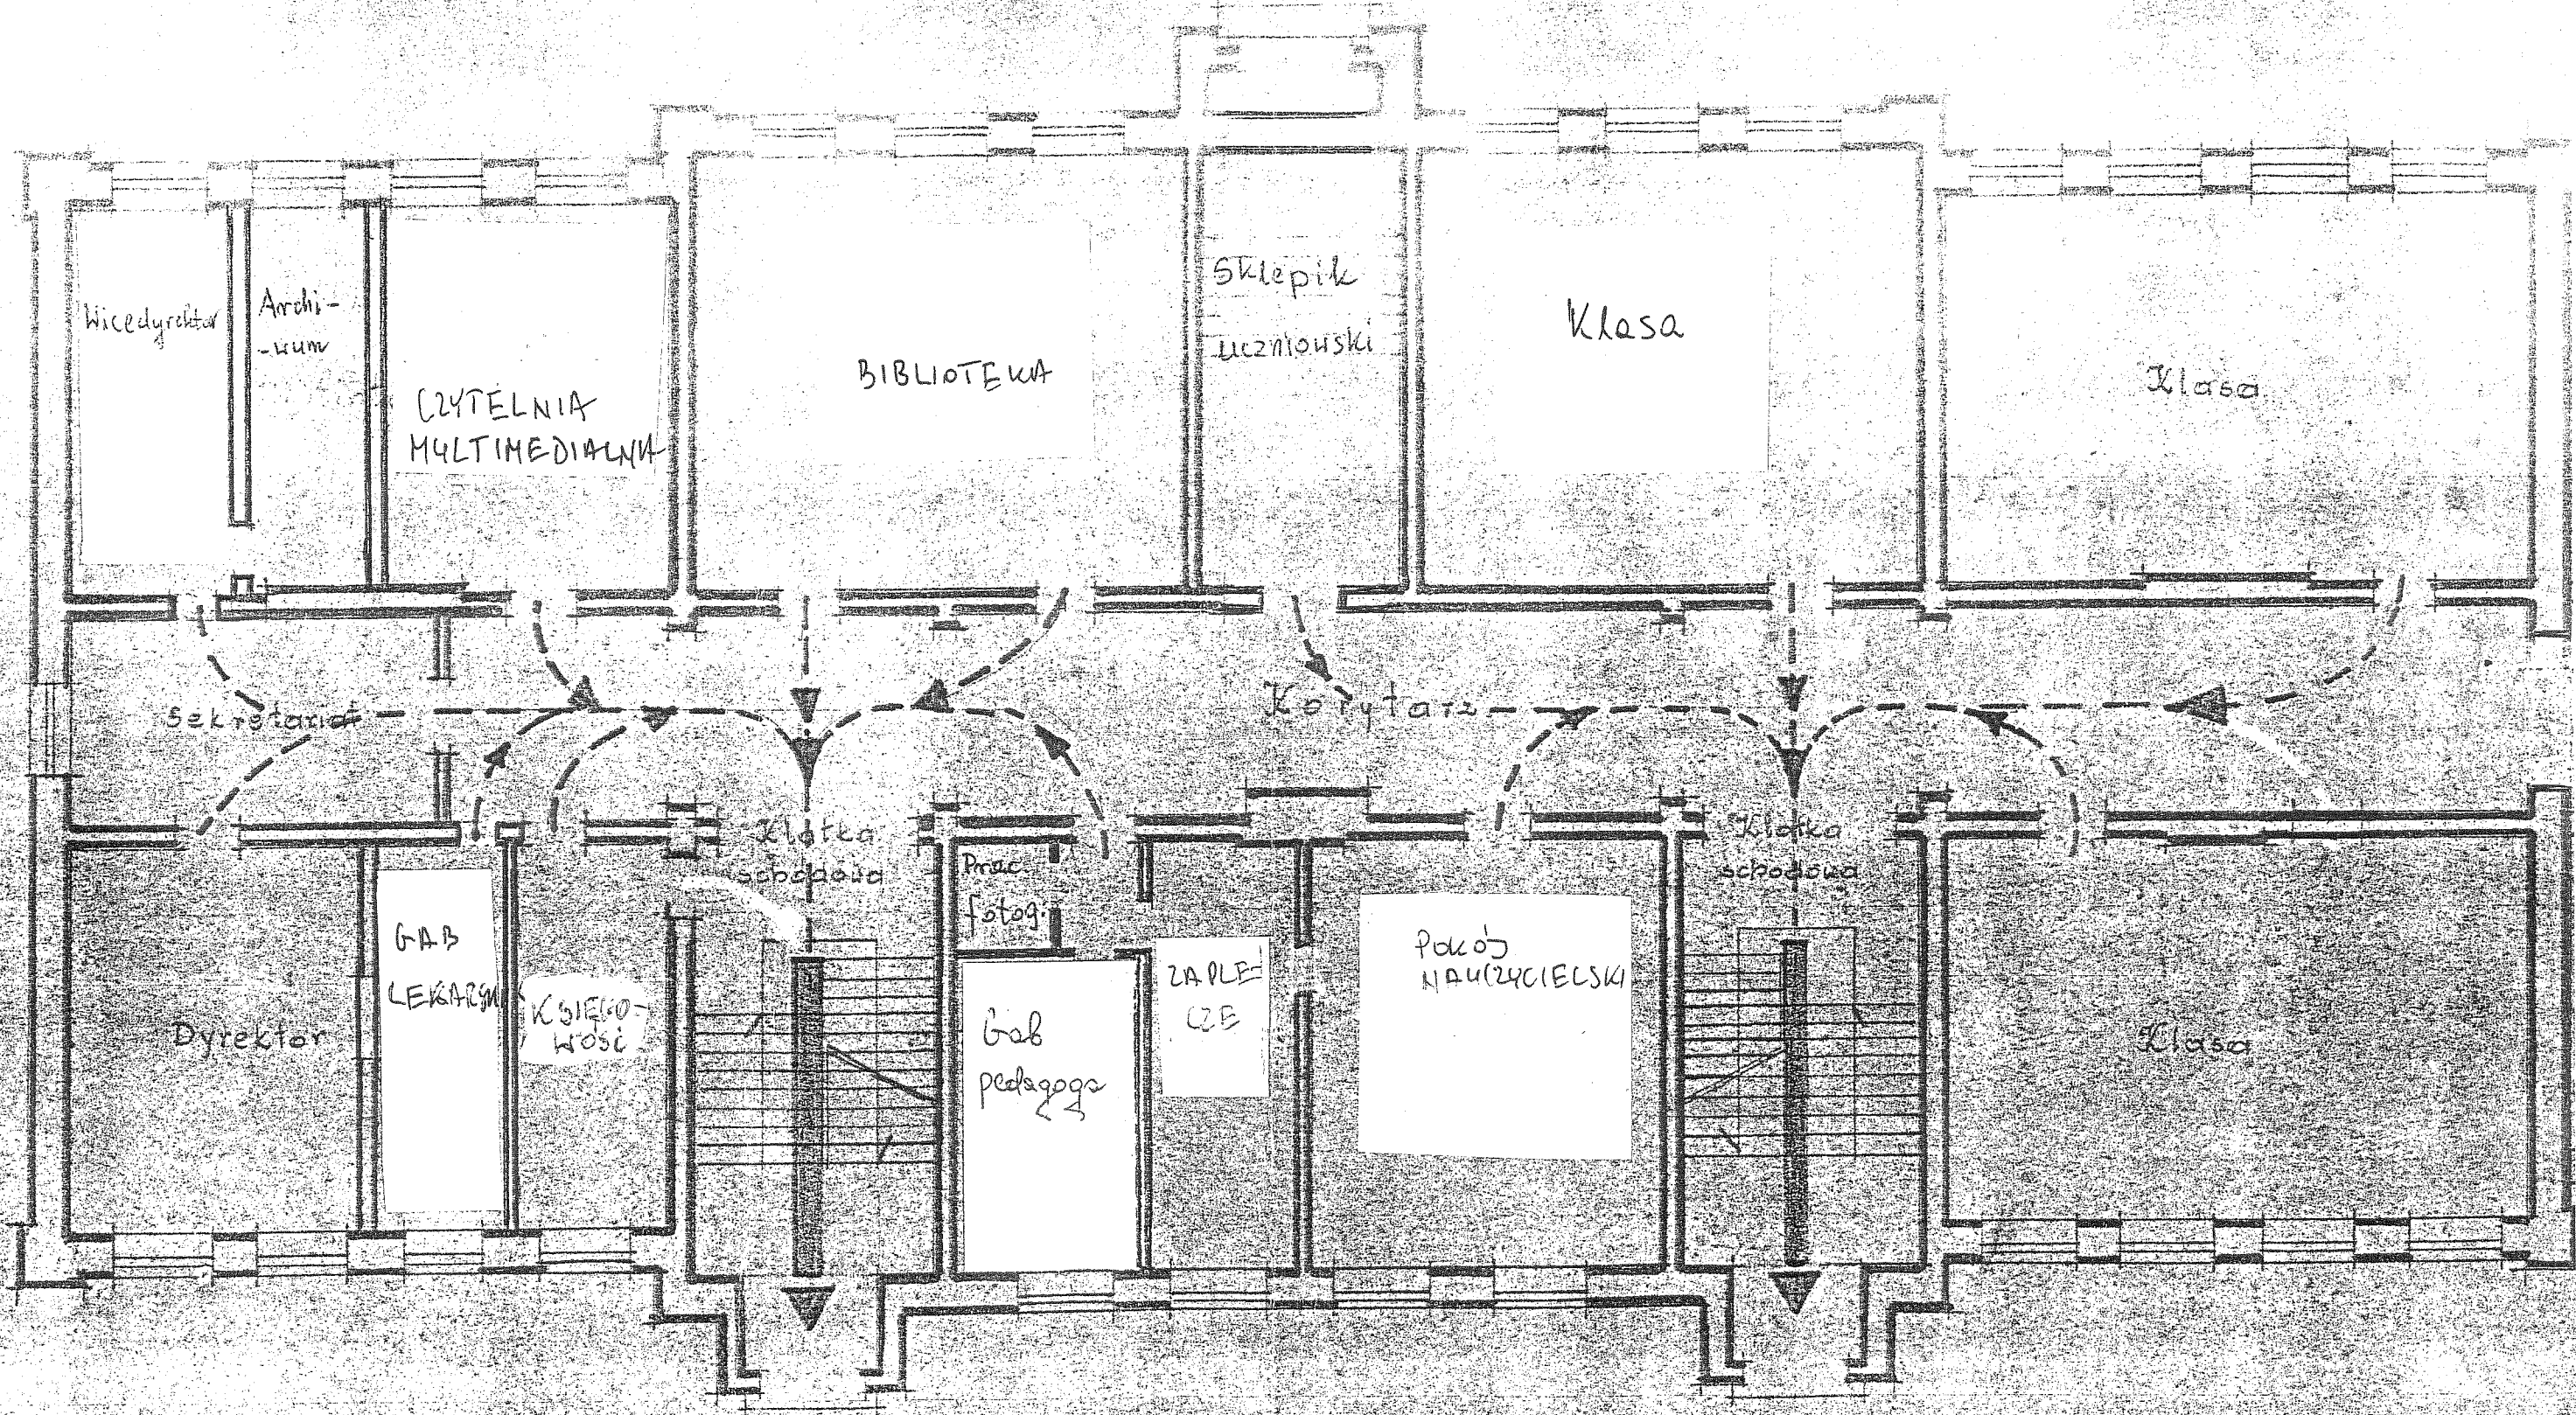 Wicedyrektor
Archi-
-wum
CZYTELNIA
MULTIMEDIALNA
BIBLIOTEKA
Sklepik
uczniowski
Klasa
Klasa
Sekretariat
Korytarz
Klatka
schodowa
Prac.
fotog.
Klatka
schodowa
Dyrektor
GAB
LEKARSKI
KSIĘGO-
WOŚĆ
Gab
pedagoga
ZAPLE-
CZE
POKÓJ
NAUCZYCIELSKI
Klasa